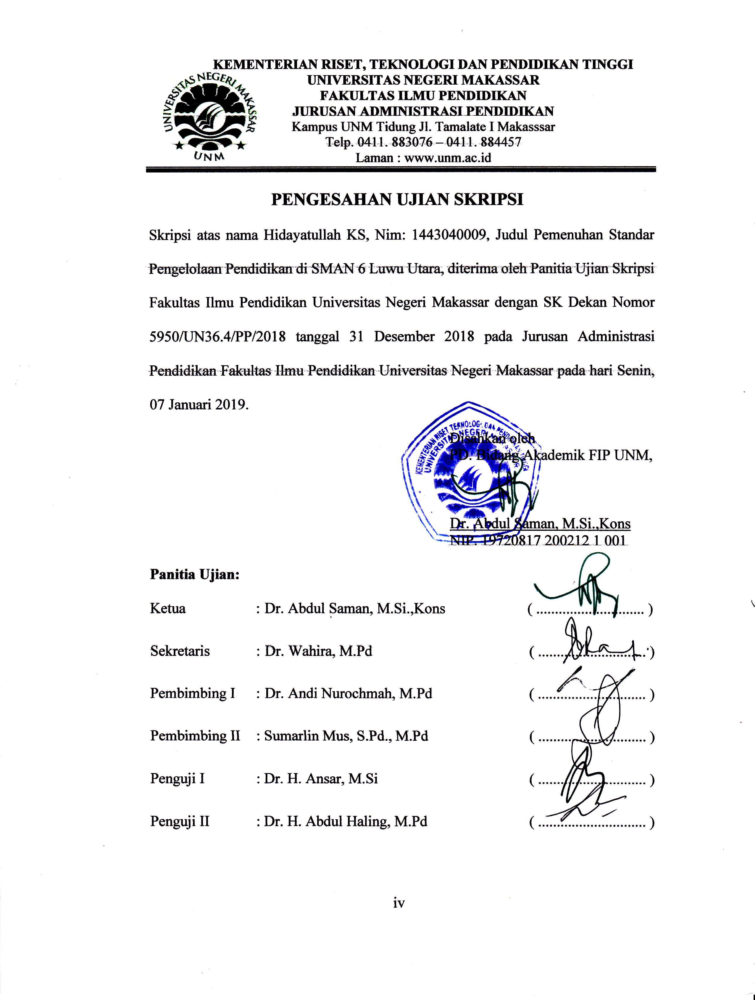 KEMENTERIAN RISET, TEKNOLOGI DAN PENDIDIKAN TINGGI
UNIVERSITAS NEGERI MAKASSAR
FAKULTAS ILMU PENDIDIKAN
JURUSAN ADMINISTRASI PENDIDIKAN
Kampus UNM Tidung Jl. Tamalate I Makasssar
Telp. 0411. 883076 – 0411. 884457
Laman : www.unm.ac.id
UNIVERSITAS NEGERI MAKASSAR
UNM
PENGESAHAN UJIAN SKRIPSI
Skripsi atas nama Hidayatullah KS, Nim: 1443040009, Judul Pemenuhan Standar
Pengelolaan Pendidikan di SMAN 6 Luwu Utara, diterima oleh Panitia Ujian Skripsi
Fakultas Ilmu Pendidikan Universitas Negeri Makassar dengan SK Dekan Nomor
5950/UN36.4/PP/2018 tanggal 31 Desember 2018 pada Jurusan Administrasi
Pendidikan Fakultas Ilmu Pendidikan Universitas Negeri Makassar pada hari Senin,
07 Januari 2019.
KEMENTERIAN RISET TEKNOLOGI DAN PENDIDIKAN TINGGI
UNIVERSITAS NEGERI MAKASSAR
Disahkan oleh
PD. Bidang Akademik FIP UNM,
Dr. Abdul Saman, M.Si.,Kons
NIP. 19720817 200212 1 001
Panitia Ujian:
Ketua : Dr. Abdul Saman, M.Si.,Kons (............................)
Sekretaris : Dr. Wahira, M.Pd (............................)
Pembimbing I : Dr. Andi Nurochmah, M.Pd (............................)
Pembimbing II : Sumarlin Mus, S.Pd., M.Pd (............................)
Penguji I : Dr. H. Ansar, M.Si (............................)
Penguji II : Dr. H. Abdul Haling, M.Pd (............................)
iv